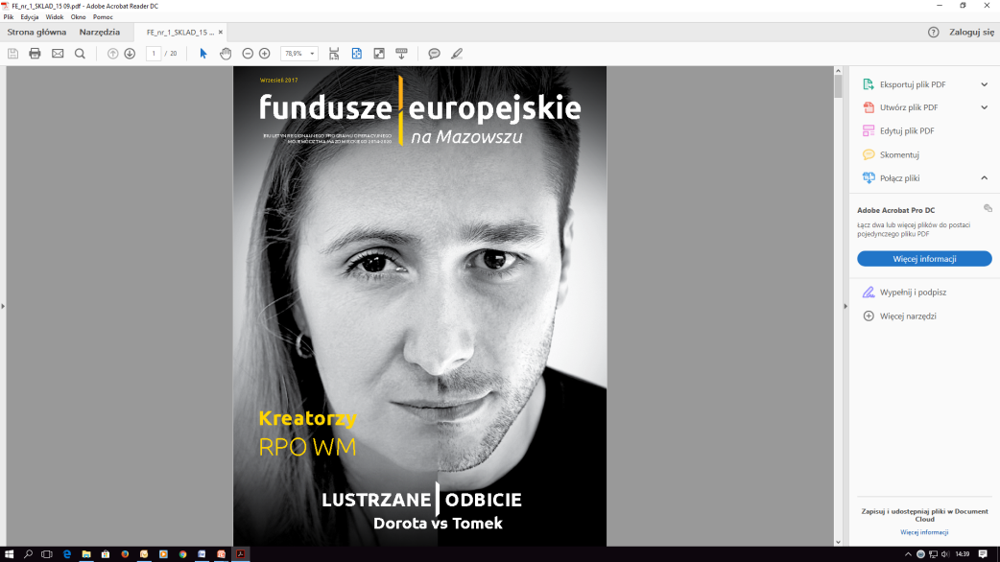 FE_nr_1_SKLAD_15 09.pdf - Adobe Acrobat Reader DC
Plik Edycja Widok Okno Pomoc
Strona główna Narzędzia FE_nr_1_SKLAD_15 ... × Zaloguj się
1 / 20 78,9%
Wrzesień 2017
fundusze europejskie
na Mazowszu
BIULETYN REGIONALNEGO PROGRAMU OPERACYJNEGO
WOJEWÓDZTWA MAZOWIECKIEGO 2014-2020
Kreatorzy
RPO WM
LUSTRZANE ODBICIE
Dorota vs Tomek
Eksportuj plik PDF
Utwórz plik PDF
Edytuj plik PDF
Skomentuj
Połącz pliki
Adobe Acrobat Pro DC
Łącz dwa lub więcej plików do postaci
pojedynczego pliku PDF
Więcej informacji
Wypełnij i podpisz
Więcej narzędzi
Zapisuj i udostępniaj pliki w Document
Cloud
Więcej informacji
14:39